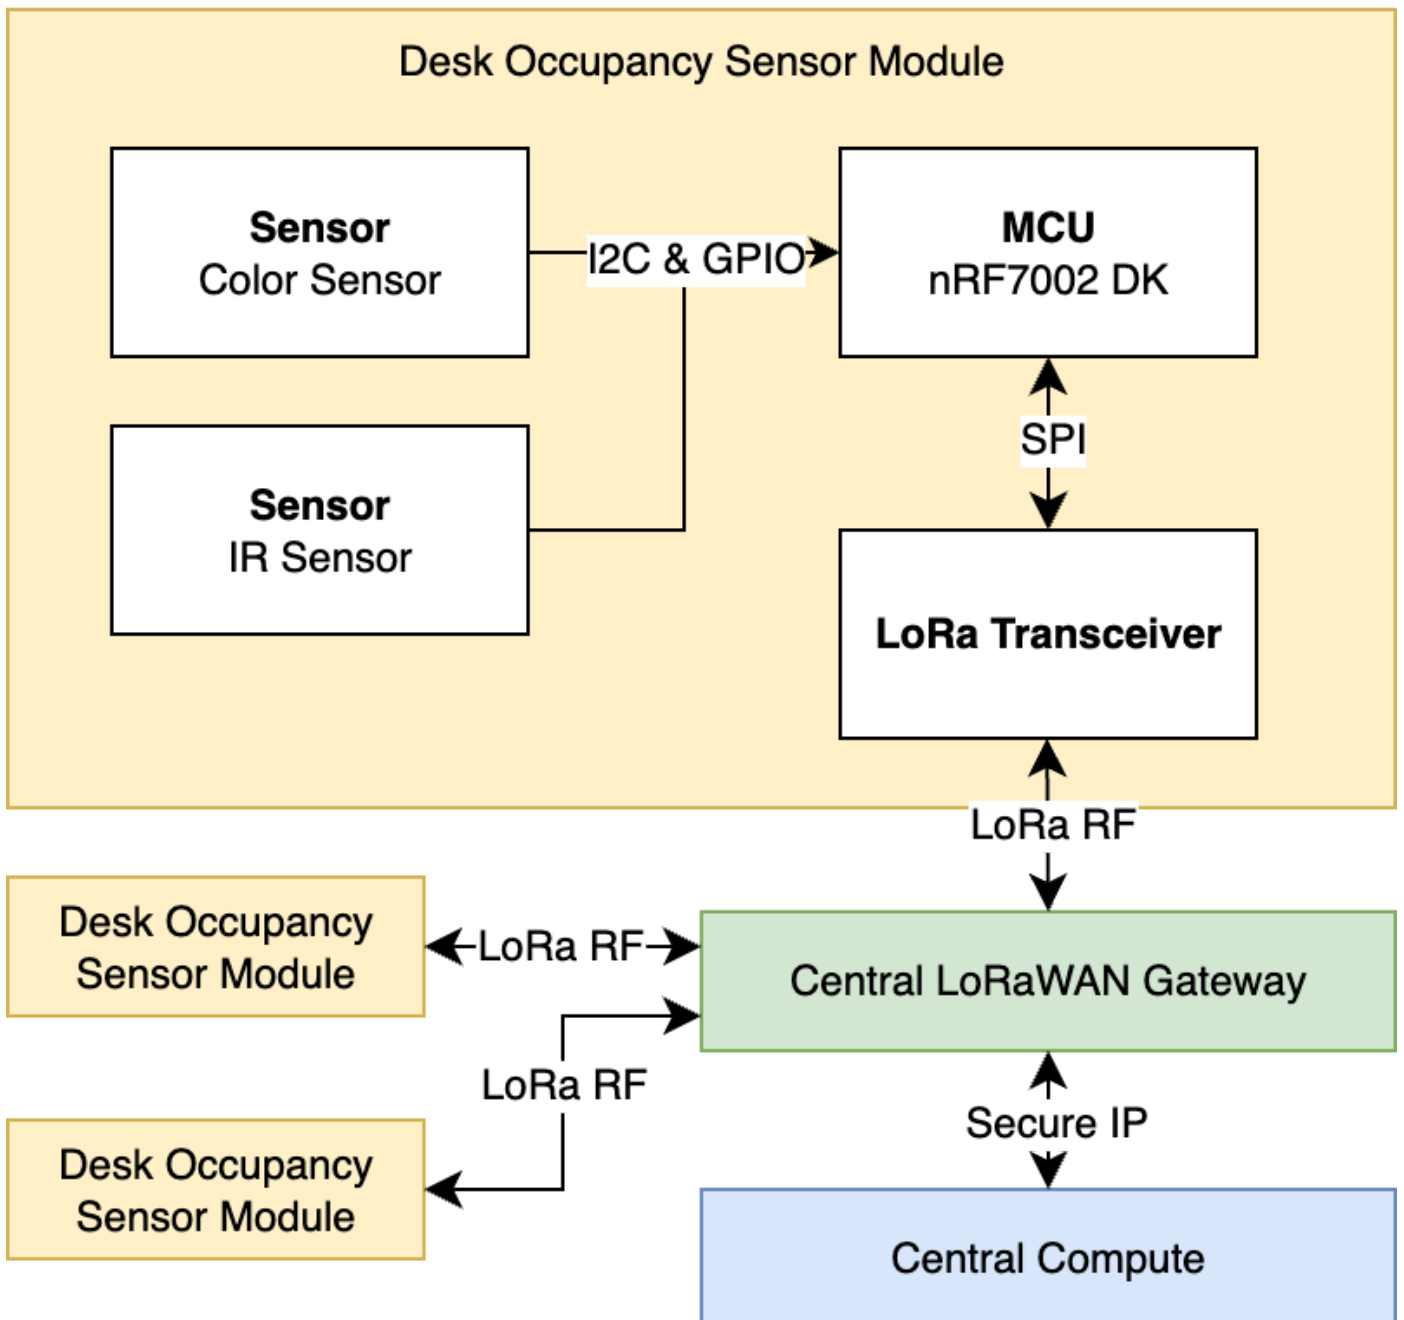 Desk Occupancy Sensor Module
Sensor
Color Sensor
I2C & GPIO
MCU
nRF7002 DK
SPI
Sensor
IR Sensor
LoRa Transceiver
LoRa RF
Desk Occupancy
Sensor Module
LoRa RF
Central LoRaWAN Gateway
LoRa RF
Secure IP
Desk Occupancy
Sensor Module
Central Compute